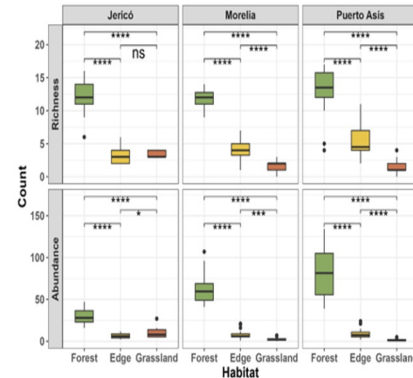 Jericó Morelia Puerto Asis
**** **** ****
**** ns **** **** **** ****
20
15
10
5
0
Richness
Count
**** **** ****
**** * **** *** **** ****
150
100
50
0
Abundance
Forest Edge Grassland Forest Edge Grassland Forest Edge Grassland
Habitat